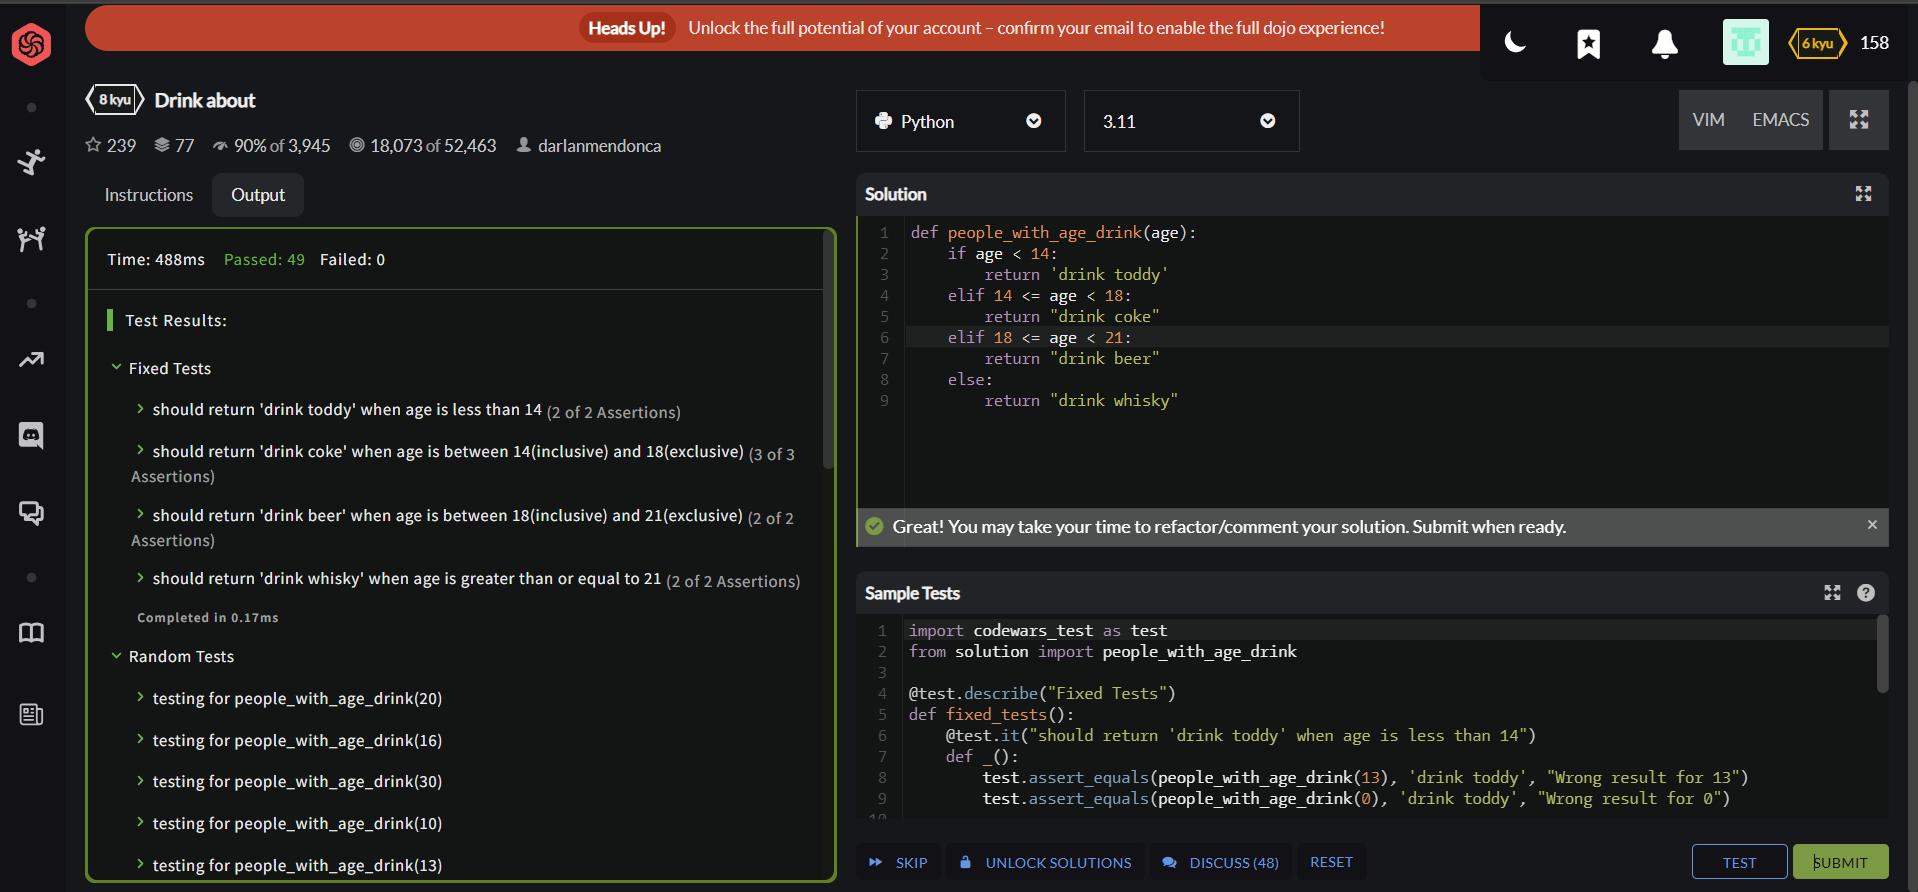 Heads Up! Unlock the full potential of your account – confirm your email to enable the full dojo experience!
6 kyu 158
8 kyu Drink about
239 77 90% of 3,945 18,073 of 52,463 darlanmendonca
Instructions Output
Time: 488ms Passed: 49 Failed: 0
Test Results:
Fixed Tests
should return 'drink toddy' when age is less than 14 (2 of 2 Assertions)
should return 'drink coke' when age is between 14(inclusive) and 18(exclusive) (3 of 3
Assertions)
should return 'drink beer' when age is between 18(inclusive) and 21(exclusive) (2 of 2
Assertions)
should return 'drink whisky' when age is greater than or equal to 21 (2 of 2 Assertions)
Completed in 0.17ms
Random Tests
testing for people_with_age_drink(20)
testing for people_with_age_drink(16)
testing for people_with_age_drink(30)
testing for people_with_age_drink(10)
testing for people_with_age_drink(13)
Python 3.11 VIM EMACS
Solution
1 def people_with_age_drink(age):
2 if age < 14:
3 return 'drink toddy'
4 elif 14 <= age < 18:
5 return "drink coke"
6 elif 18 <= age < 21:
7 return "drink beer"
8 else:
9 return "drink whisky"
Great! You may take your time to refactor/comment your solution. Submit when ready.
Sample Tests
1 import codewars_test as test
2 from solution import people_with_age_drink
3
4 @test.describe("Fixed Tests")
5 def fixed_tests():
6 @test.it("should return 'drink toddy' when age is less than 14")
7 def _():
8 test.assert_equals(people_with_age_drink(13), 'drink toddy', "Wrong result for 13")
9 test.assert_equals(people_with_age_drink(0), 'drink toddy', "Wrong result for 0")
10
SKIP UNLOCK SOLUTIONS DISCUSS (48) RESET TEST SUBMIT